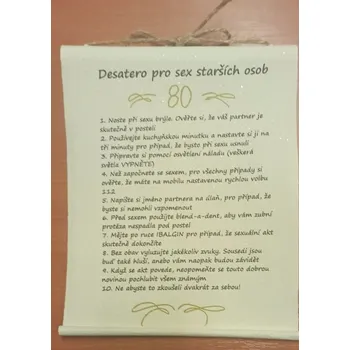 Desatero pro sex starších osob
80
1. Noste při sexu brýle. Ověřte si, že váš partner je
skutečně v posteli
2. Používejte kuchyňskou minutku a nastavte si ji na
tři minuty pro případ, že byste při sexu usnuli
3. Připravte si pomocí osvětlení náladu (veškerá
světla VYPNĚTE)
4. Než započnete se sexem, pro všechny případy si
ověřte, že máte na mobilu nastavenou rychlou volbu
112
5. Napište si jméno partnera na dlaň, pro případ, že
byste si nemohli vzpomenout
6. Před sexem použijte blend-a-dent, aby vám zubní
protéza nespadla pod postel
7. Mějte po ruce IBALGIN pro případ, že sexuální akt
skutečně dokončíte
8. Bez obav vyluzujte jakékoliv zvuky. Sousedi jsou
buď také hluší, anebo vám naopak budou závidět
9. Když se akt povede, neopomeňte se touto dobrou
novinou pochlubit všem známým
10. Ne abyste to zkoušeli dvakrát za sebou!